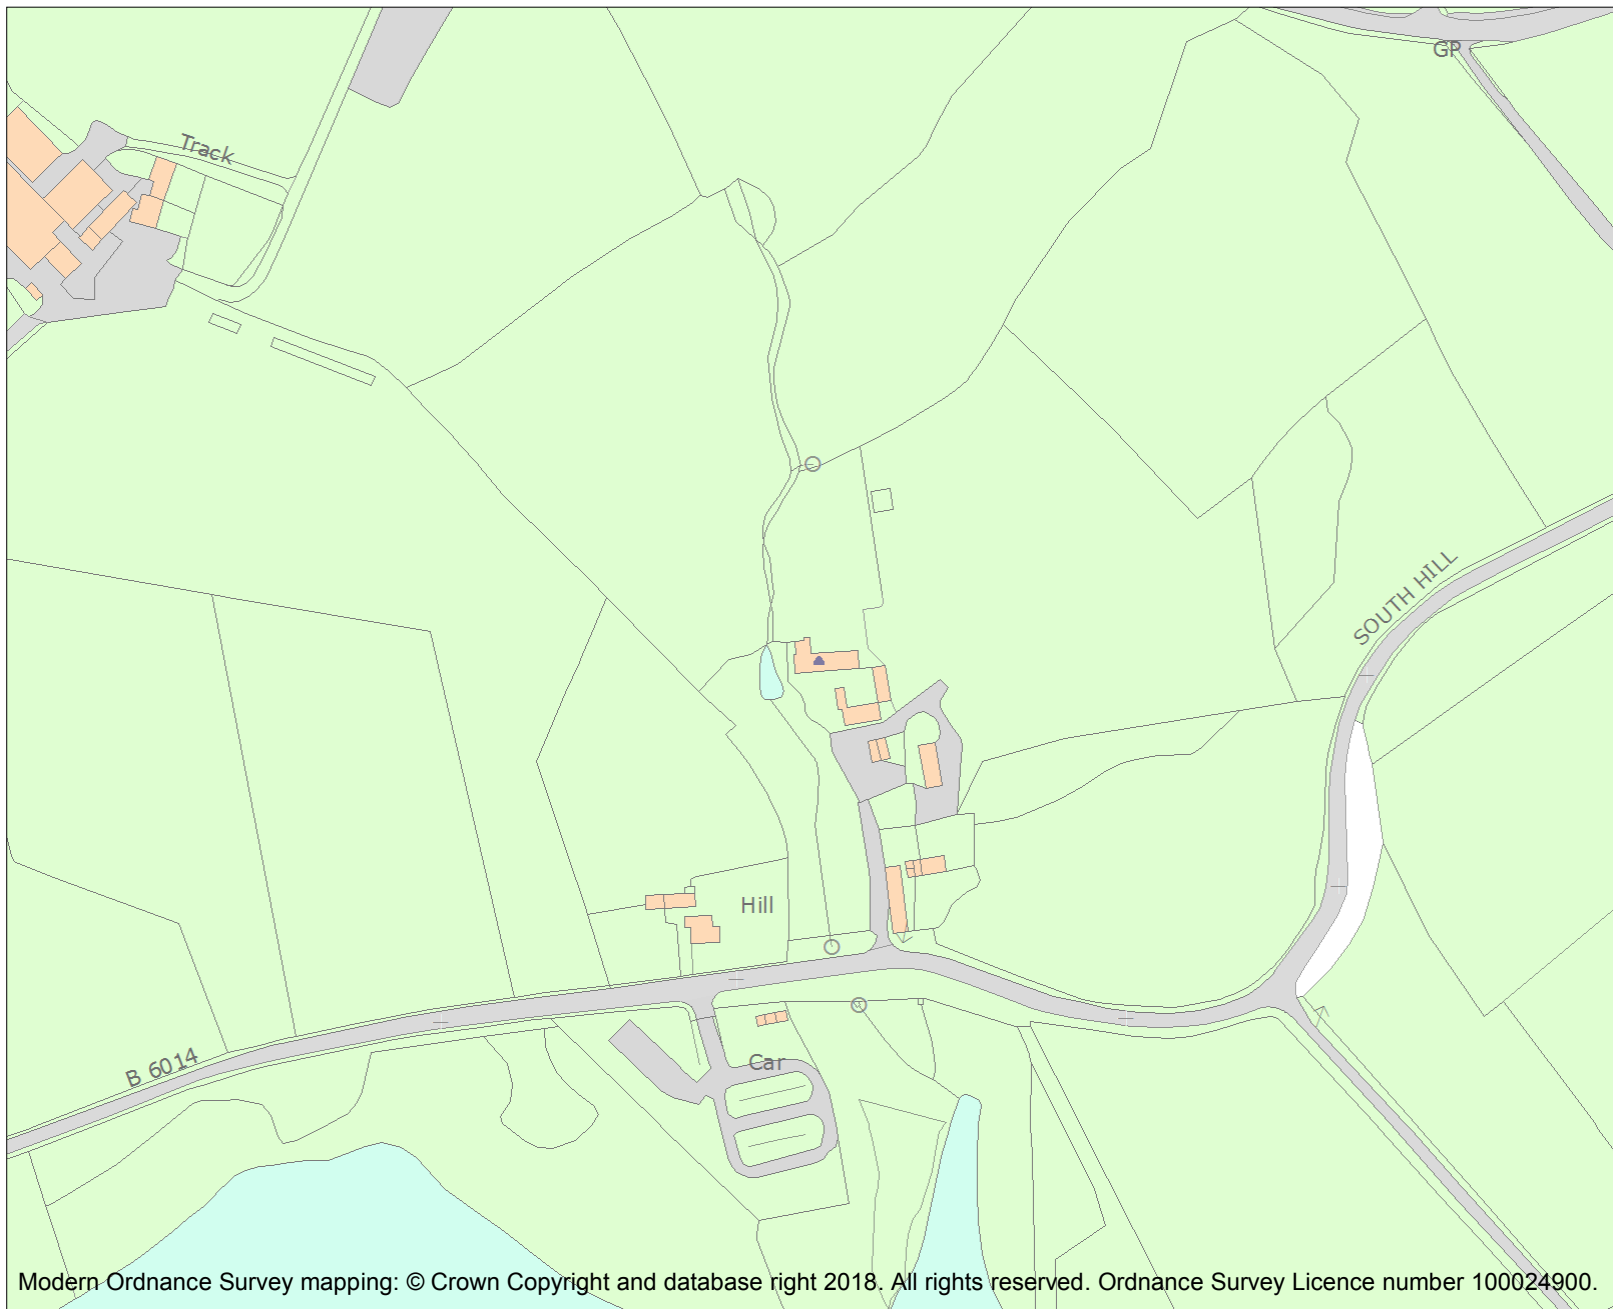 GP
Track
SOUTH HILL
Hill
Car
B 6014
Modern Ordnance Survey mapping: © Crown Copyright and database right 2018. All rights reserved. Ordnance Survey Licence number 100024900.